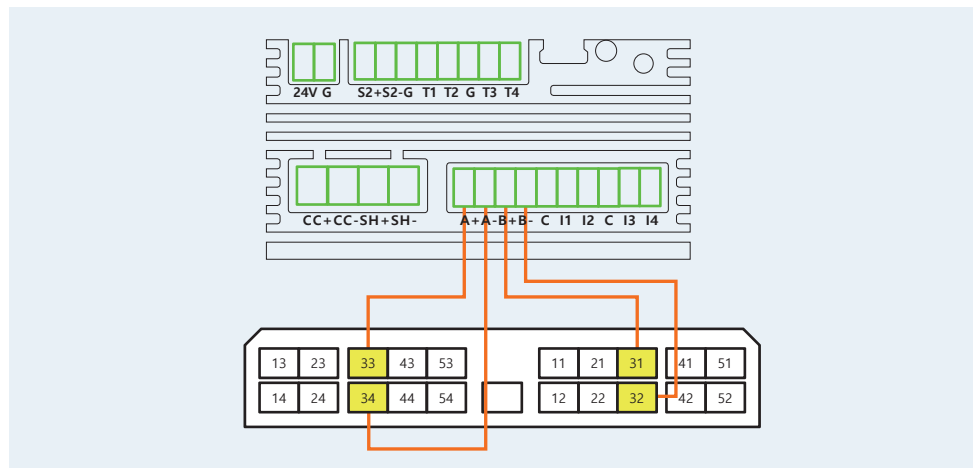 24V G S2+S2-G T1 T2 G T3 T4
CC+CC-SH+SH- A+A-B+B- C I1 I2 C I3 I4
13 23 33 43 53 11 21 31 41 51
14 24 34 44 54 12 22 32 42 52